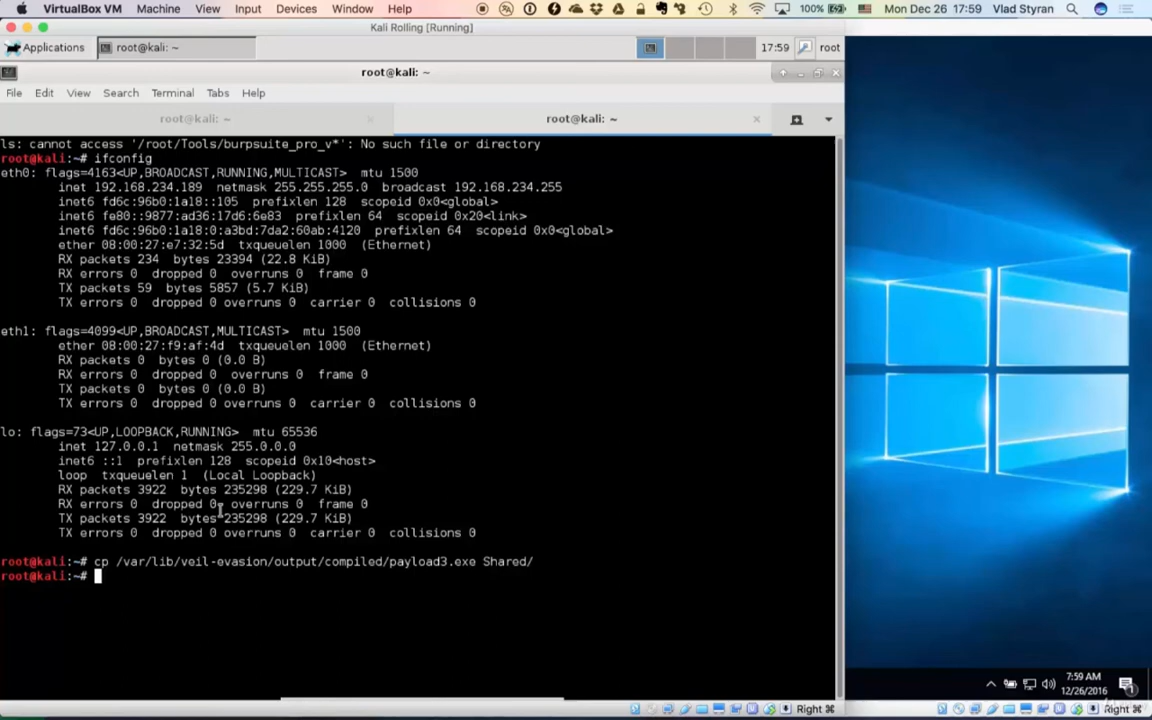 VirtualBox VM Machine View Input Devices Window Help 100% Mon Dec 26 17:59 Vlad Styran
Kali Rolling [Running]
Applications root@kali: ~ 17:59 root
root@kali: ~
File Edit View Search Terminal Tabs Help
root@kali: ~ root@kali: ~
ls: cannot access '/root/Tools/burpsuite_pro_v*': No such file or directory
root@kali:~# ifconfig
eth0: flags=4163<UP,BROADCAST,RUNNING,MULTICAST> mtu 1500
inet 192.168.234.189 netmask 255.255.255.0 broadcast 192.168.234.255
inet6 fd6c:96b0:1a18::105 prefixlen 128 scopeid 0x0<global>
inet6 fe80::9877:ad36:17d6:6e83 prefixlen 64 scopeid 0x20<link>
inet6 fd6c:96b0:1a18:0:a3bd:7da2:60ab:4120 prefixlen 64 scopeid 0x0<global>
ether 08:00:27:e7:32:5d txqueuelen 1000 (Ethernet)
RX packets 234 bytes 23394 (22.8 KiB)
RX errors 0 dropped 0 overruns 0 frame 0
TX packets 59 bytes 5857 (5.7 KiB)
TX errors 0 dropped 0 overruns 0 carrier 0 collisions 0
eth1: flags=4099<UP,BROADCAST,MULTICAST> mtu 1500
ether 08:00:27:f9:af:4d txqueuelen 1000 (Ethernet)
RX packets 0 bytes 0 (0.0 B)
RX errors 0 dropped 0 overruns 0 frame 0
TX packets 0 bytes 0 (0.0 B)
TX errors 0 dropped 0 overruns 0 carrier 0 collisions 0
lo: flags=73<UP,LOOPBACK,RUNNING> mtu 65536
inet 127.0.0.1 netmask 255.0.0.0
inet6 ::1 prefixlen 128 scopeid 0x10<host>
loop txqueuelen 1 (Local Loopback)
RX packets 3922 bytes 235298 (229.7 KiB)
RX errors 0 dropped 0 overruns 0 frame 0
TX packets 3922 bytes 235298 (229.7 KiB)
TX errors 0 dropped 0 overruns 0 carrier 0 collisions 0
root@kali:~# cp /var/lib/veil-evasion/output/compiled/payload3.exe Shared/
root@kali:~#
7:59 AM
12/26/2016
1
Right ⌘ Right ⌘